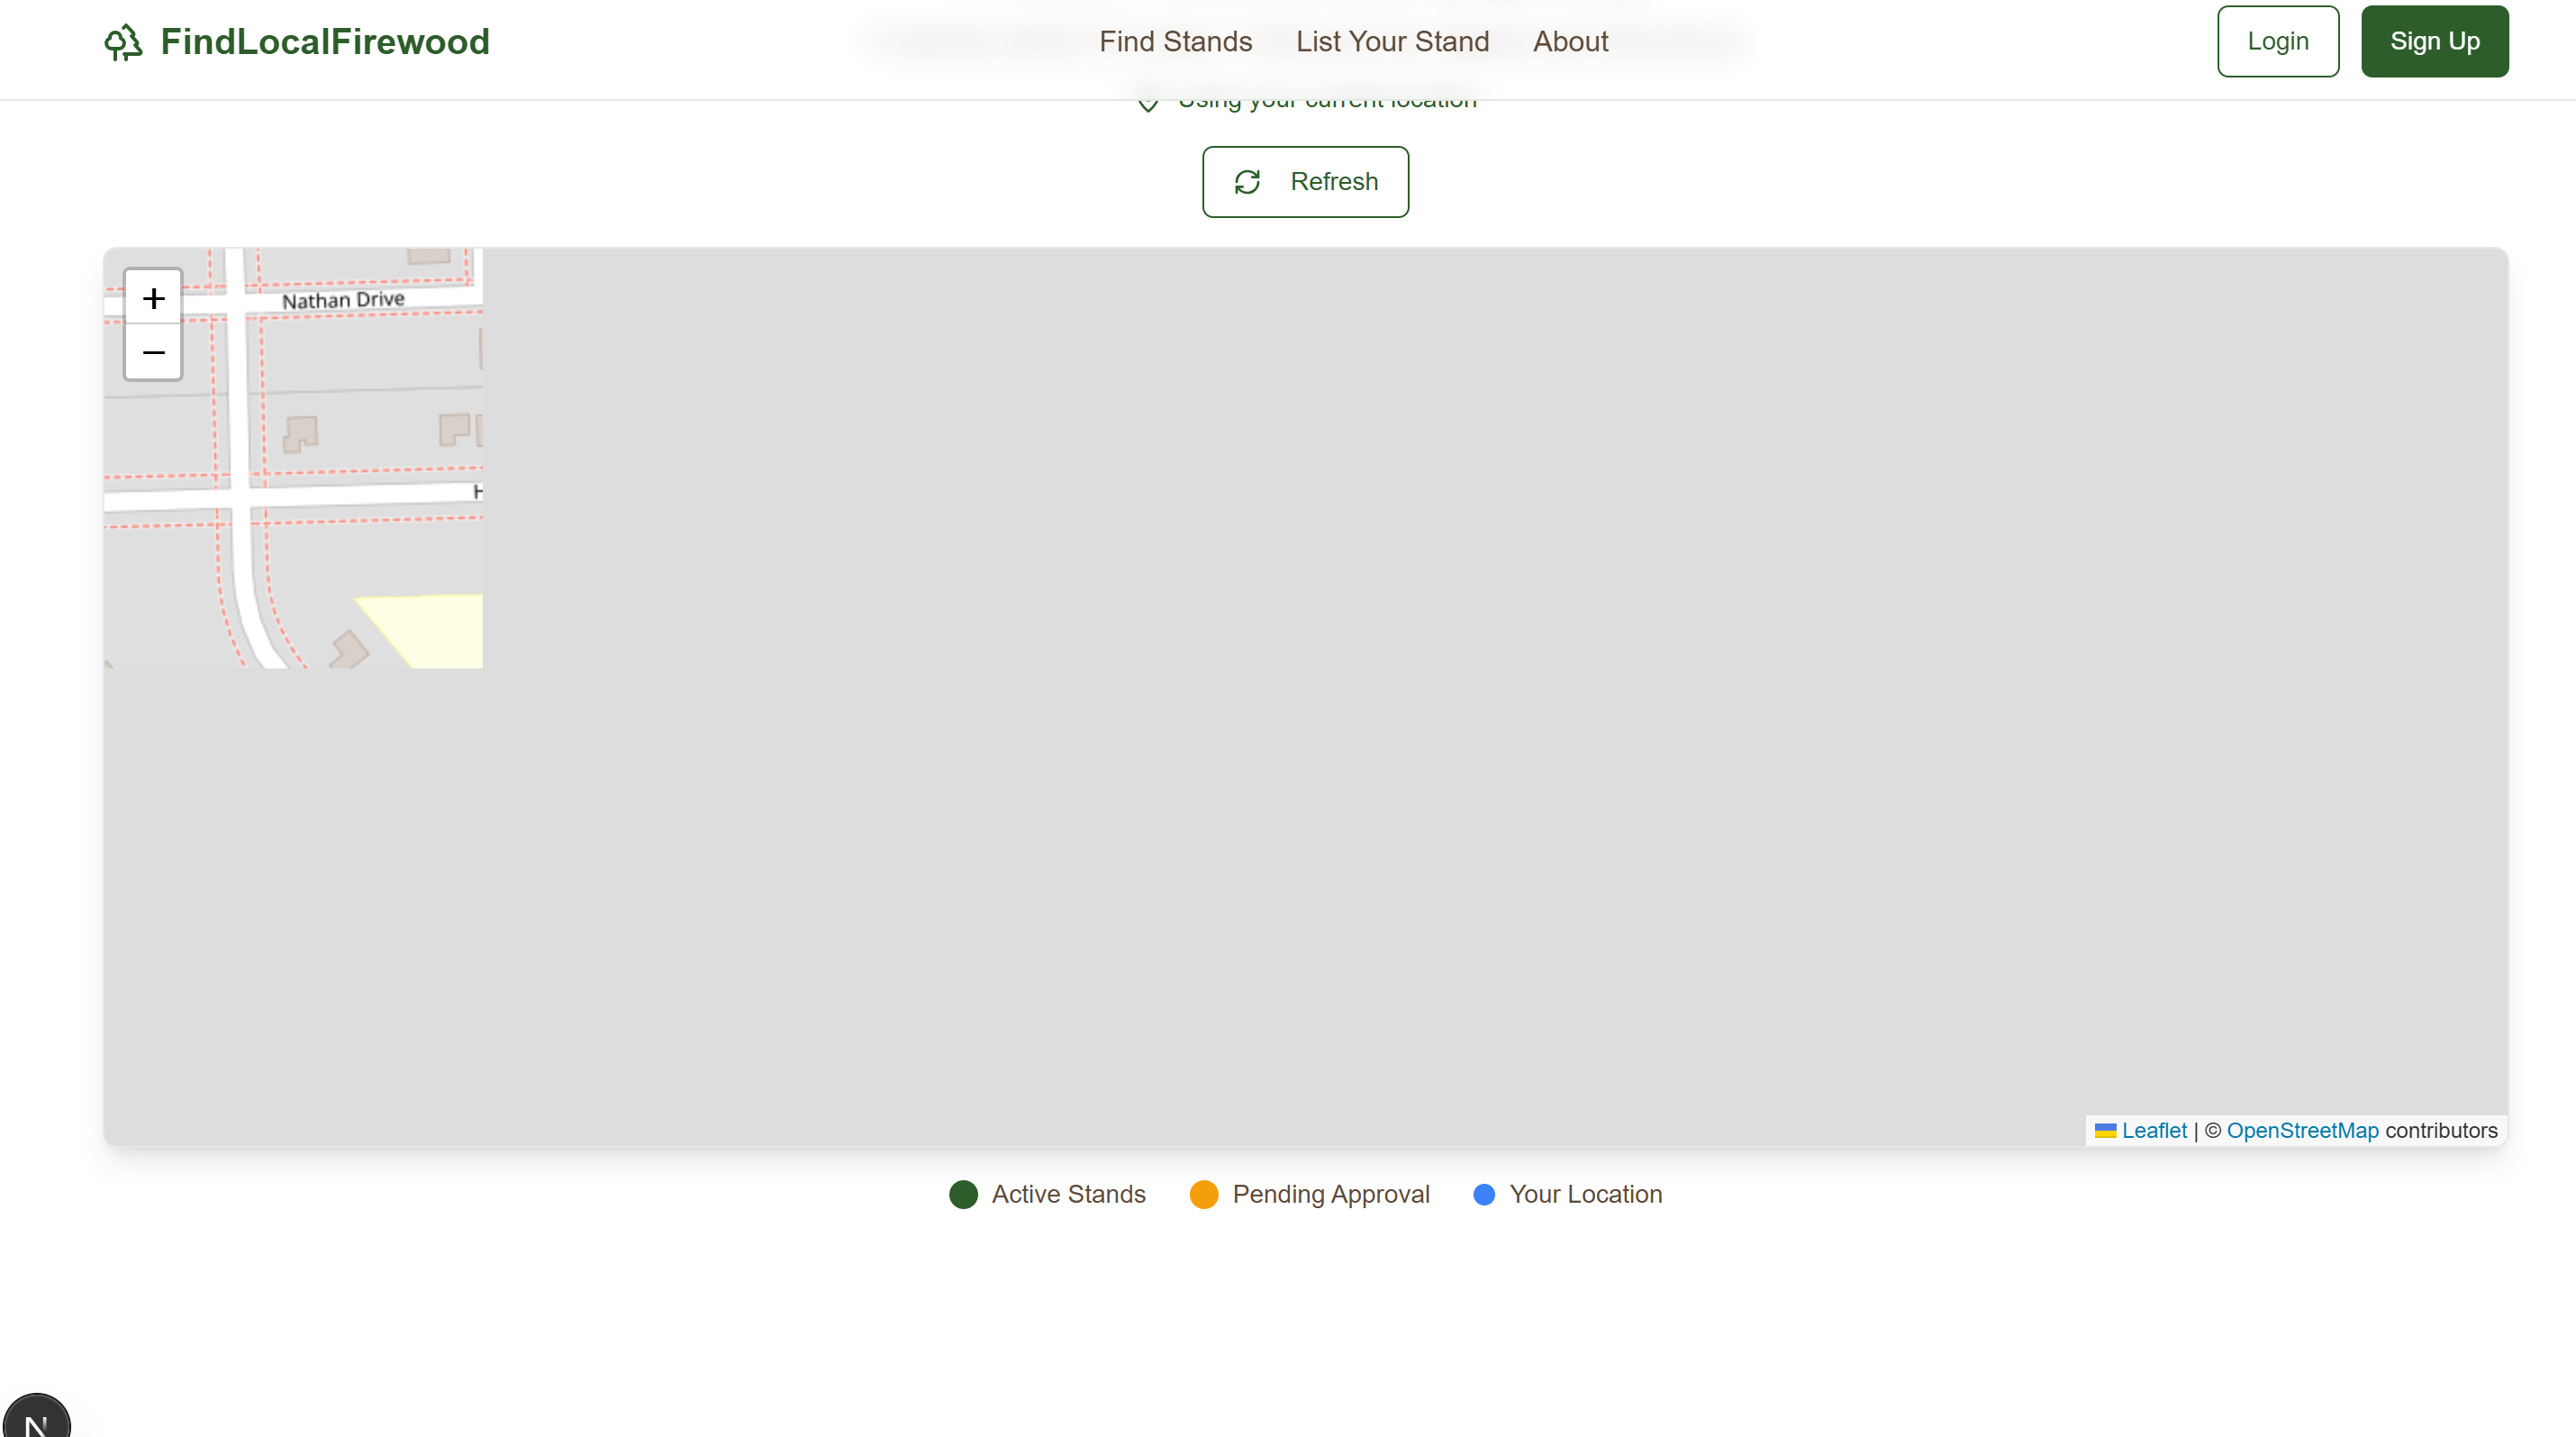 FindLocalFirewood
Find Stands
List Your Stand
About
Login
Sign Up
Using your current location
Refresh
+
−
Nathan Drive
H
Leaflet | © OpenStreetMap contributors
Active Stands
Pending Approval
Your Location
N